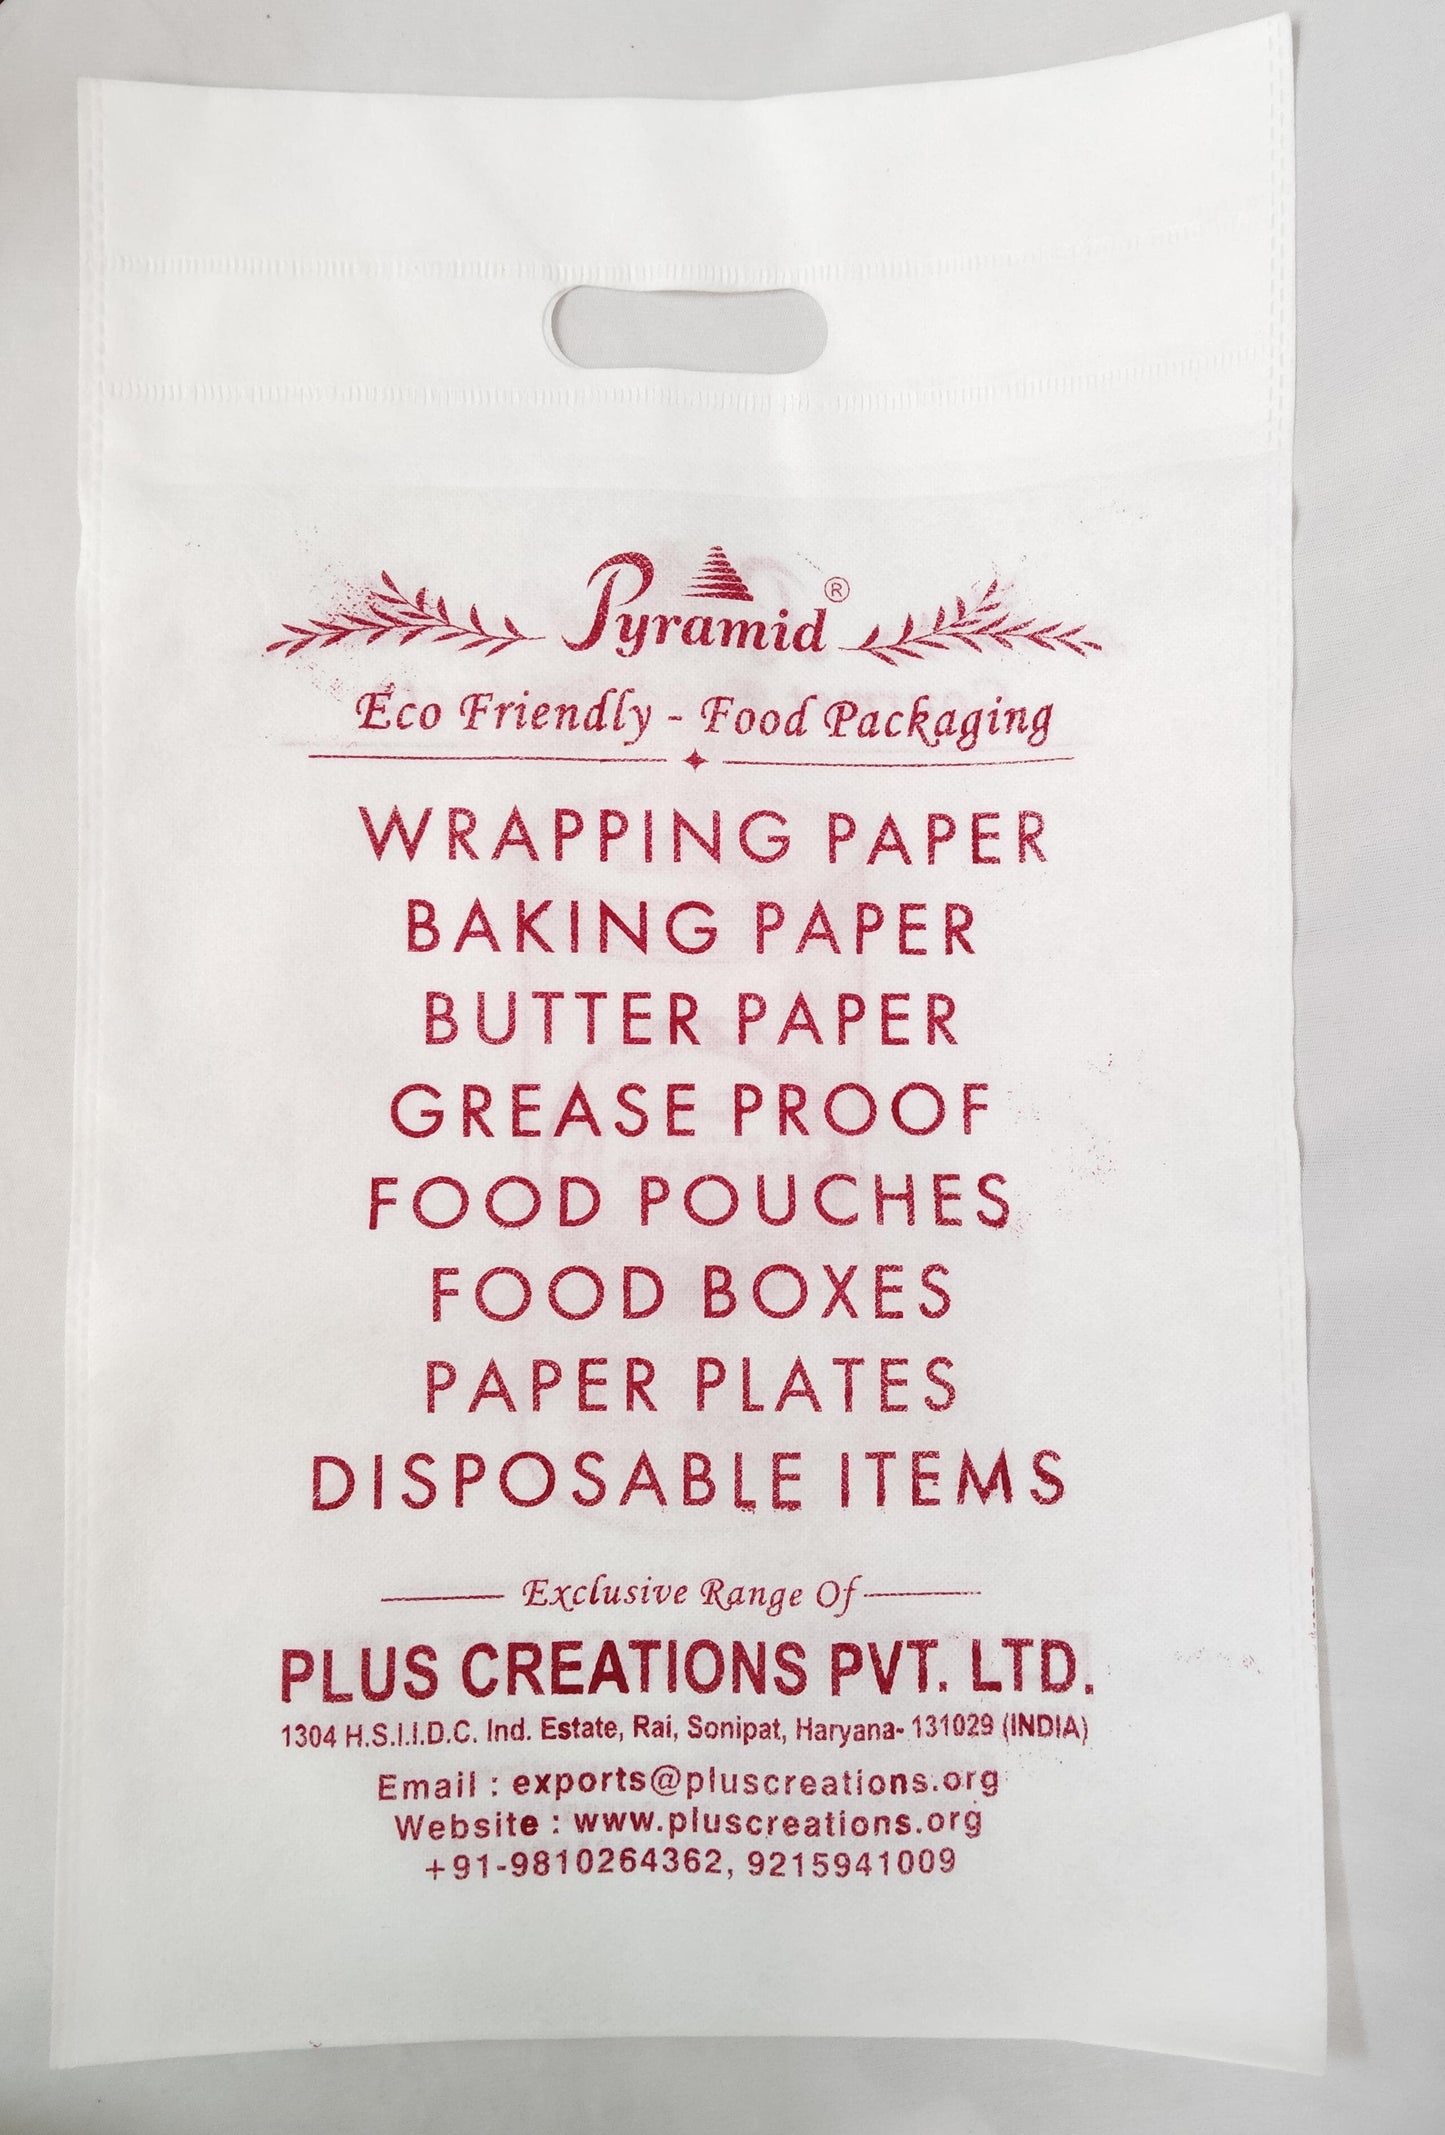 Pyramid®
Eco Friendly - Food Packaging
WRAPPING PAPER
BAKING PAPER
BUTTER PAPER
GREASE PROOF
FOOD POUCHES
FOOD BOXES
PAPER PLATES
DISPOSABLE ITEMS
Exclusive Range Of
PLUS CREATIONS PVT. LTD.
1304 H.S.I.I.D.C. Ind. Estate, Rai, Sonipat, Haryana- 131029 (INDIA)
Email : exports@pluscreations.org
Website : www.pluscreations.org
+91-9810264362, 9215941009